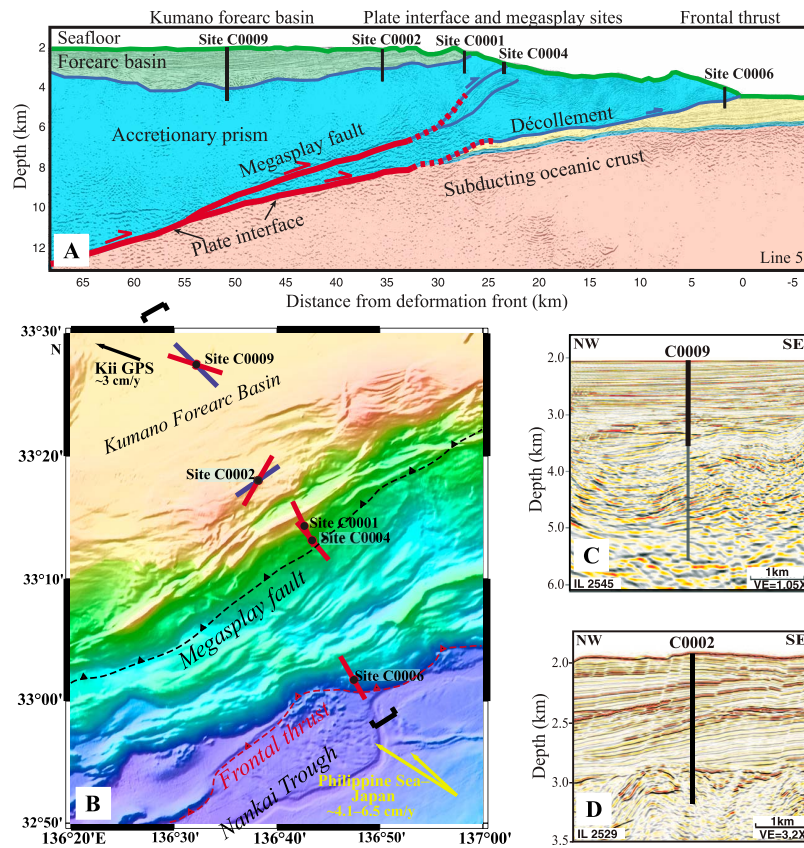 Kumano forearc basin
Plate interface and megasplay sites
Frontal thrust
Seafloor
Site C0009
Site C0002
Site C0001
Site C0004
Forearc basin
Site C0006
Accretionary prism
Megasplay fault
Décollement
Subducting oceanic crust
Plate interface
A
Line 5
Depth (km)
2
4
6
8
10
12
65 60 55 50 45 40 35 30 25 20 15 10 5 0 -5
Distance from deformation front (km)
33°30'
N
33°20'
33°10'
33°00'
32°50'
136°20'E 136°30' 136°40' 136°50' 137°00'
Kii GPS
~3 cm/y
Site C0009
Kumano Forearc Basin
Site C0002
Site C0001
Site C0004
Megasplay fault
Site C0006
Frontal thrust
Nankai Trough
Philippine Sea–
Japan
~4.1–6.5 cm/y
B
NW SE
C0009
Depth (km)
2.0
3.0
4.0
5.0
6.0
C
IL 2545
1km
VE=1.05X
NW SE
C0002
Depth (km)
2.0
2.5
3.0
3.5
D
IL 2529
1km
VE=3.2X